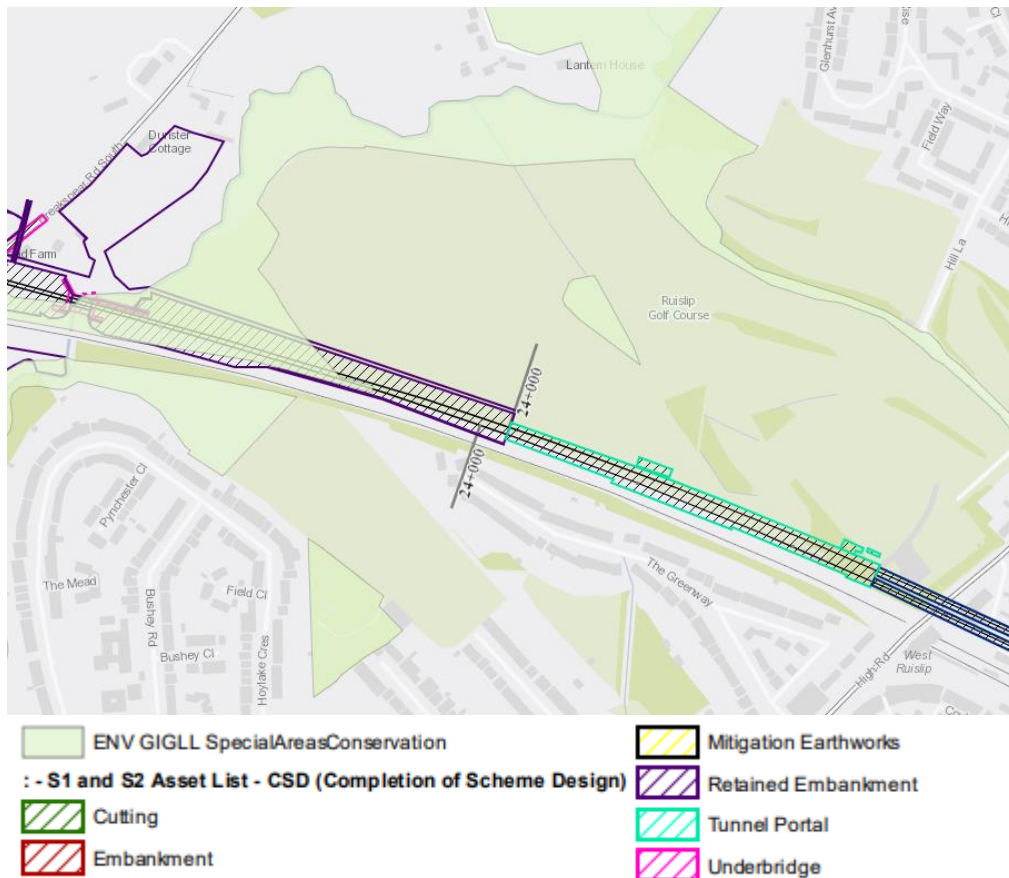 Lantern House
Glenhurst Av
Field Way
Dunster
Cottage
Breakspear Rd South
Farm
Hill La
Ruislip
Golf Course
24+000
24+000
Pynchester Cl
The Mead
Bushey Rd
Field Cl
Bushey Cl
Hoylake Cres
The Greenway
High-Rd
West
Ruislip
ENV GIGLL SpecialAreasConservation
: - S1 and S2 Asset List - CSD (Completion of Scheme Design)
Cutting
Embankment
Mitigation Earthworks
Retained Embankment
Tunnel Portal
Underbridge